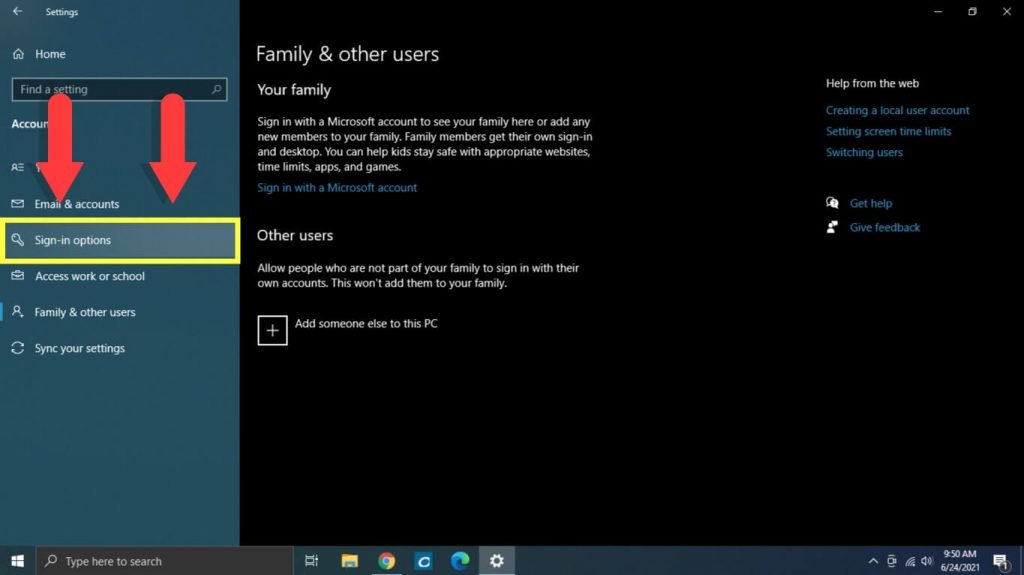 Settings
Home
Find a setting
Email & accounts
Sign-in options
Access work or school
Family & other users
Sync your settings
Family & other users
Your family
Sign in with a Microsoft account to see your family here or add any
new members to your family. Family members get their own sign-in
and desktop. You can help kids stay safe with appropriate websites,
time limits, apps, and games.
Sign in with a Microsoft account
Other users
Allow people who are not part of your family to sign in with their
own accounts. This won't add them to your family.
Add someone else to this PC
Help from the web
Creating a local user account
Setting screen time limits
Switching users
Get help
Give feedback
Type here to search
9:50 AM
6/24/2021
1